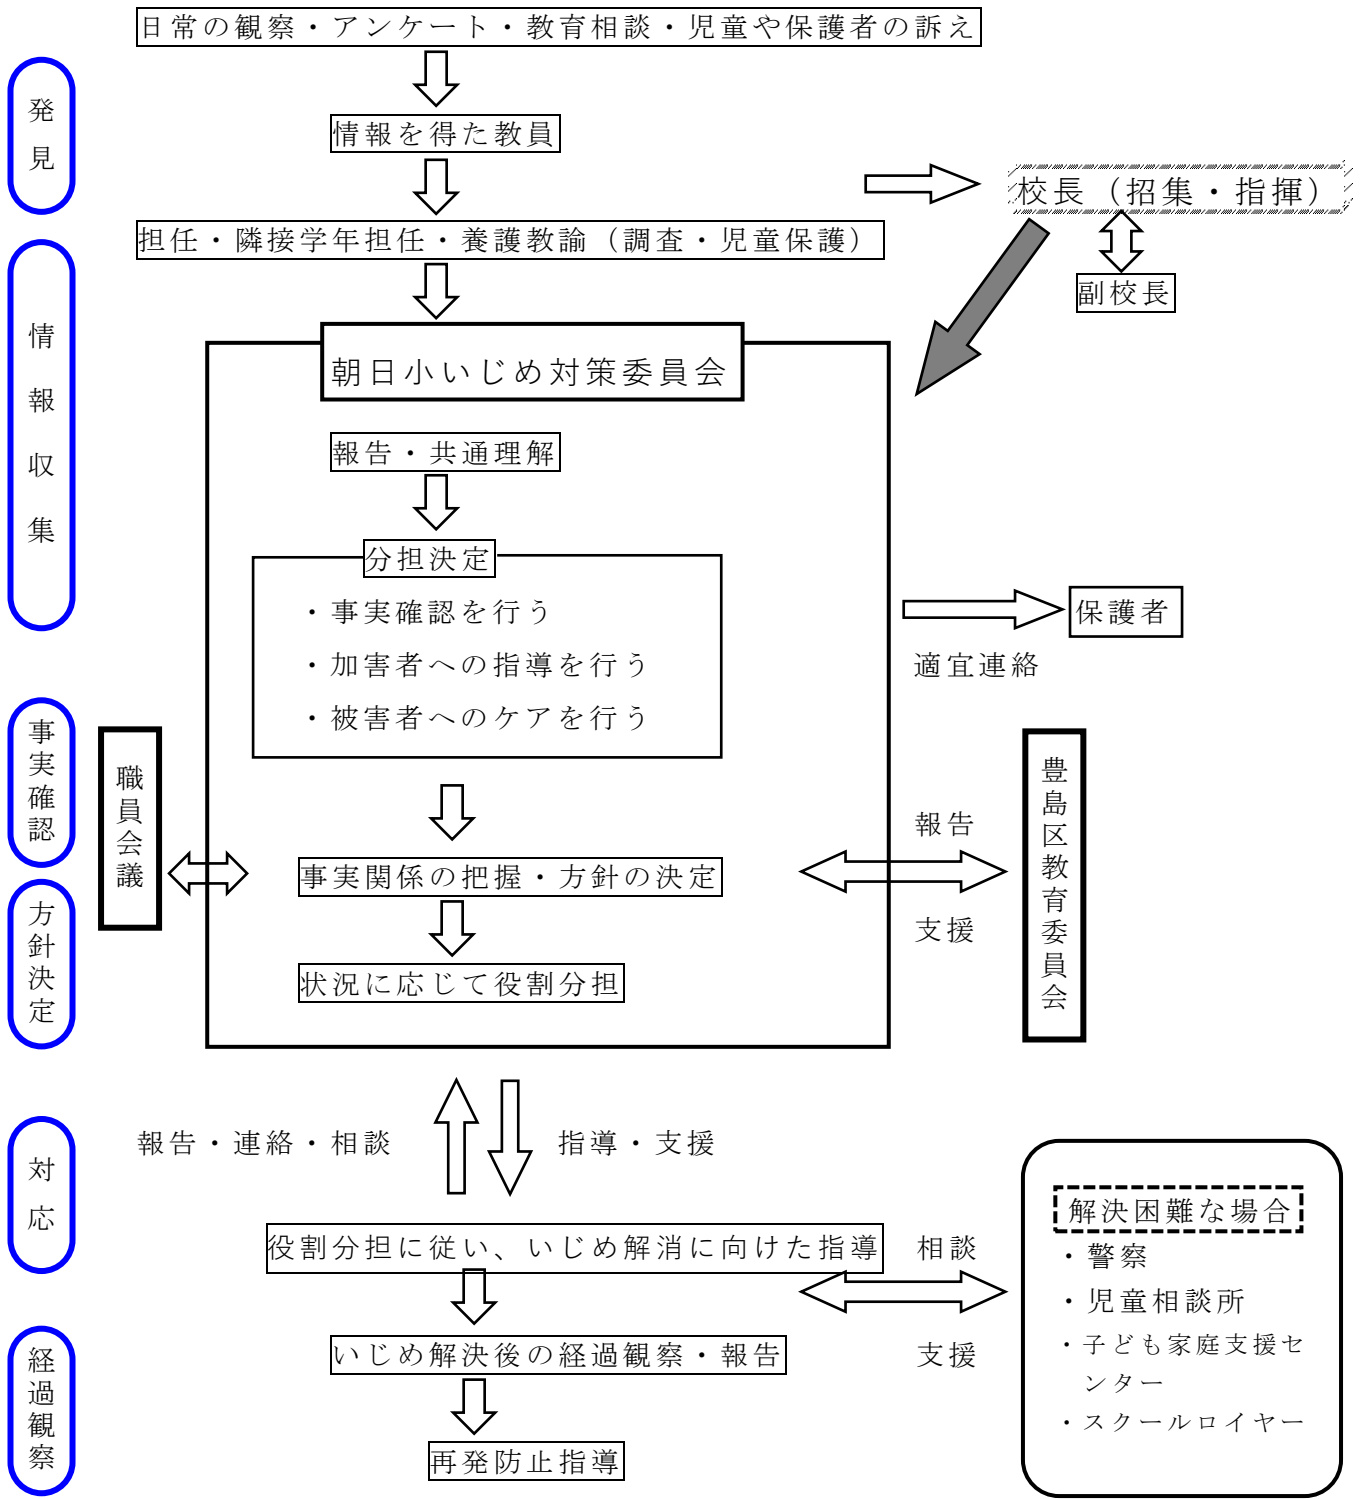 日常の観察・アンケート・教育相談・児童や保護者の訴え
発見
情報を得た教員
校長（招集・指揮）
担任・隣接学年担任・養護教諭（調査・児童保護）
副校長
情報収集
朝日小いじめ対策委員会
報告・共通理解
分担決定
・事実確認を行う
・加害者への指導を行う
・被害者へのケアを行う
保護者
適宜連絡
事実確認
職員会議
豊島区教育委員会
報告
支援
事実関係の把握・方針の決定
方針決定
状況に応じて役割分担
報告・連絡・相談
指導・支援
対応
役割分担に従い、いじめ解消に向けた指導
相談
支援
解決困難な場合
・警察
・児童相談所
・子ども家庭支援セ
ンター
・スクールロイヤー
いじめ解決後の経過観察・報告
経過観察
再発防止指導